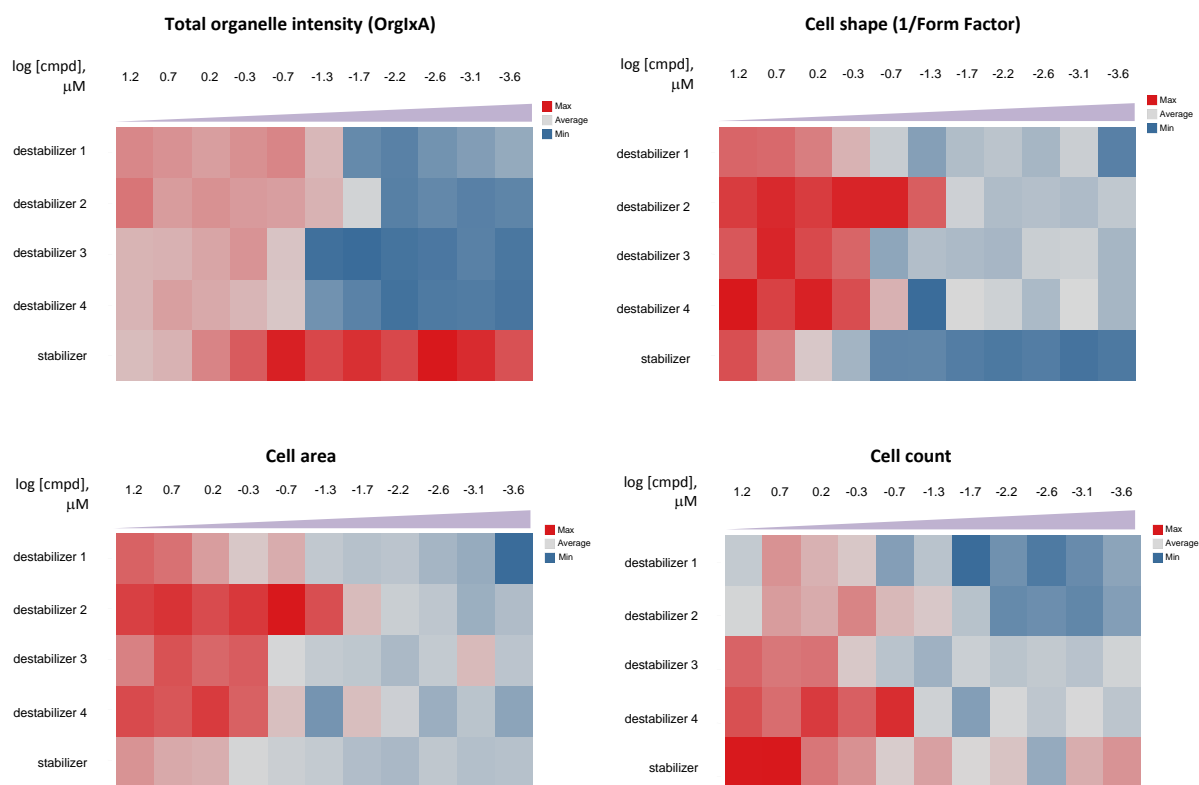 Total organelle intensity (OrgIxA)
log [cmpd],
μM
1.2 0.7 0.2 -0.3 -0.7 -1.3 -1.7 -2.2 -2.6 -3.1 -3.6
Max
Average
Min
destabilizer 1
destabilizer 2
destabilizer 3
destabilizer 4
stabilizer
Cell shape (1/Form Factor)
log [cmpd],
μM
1.2 0.7 0.2 -0.3 -0.7 -1.3 -1.7 -2.2 -2.6 -3.1 -3.6
Max
Average
Min
destabilizer 1
destabilizer 2
destabilizer 3
destabilizer 4
stabilizer
Cell area
log [cmpd],
μM
1.2 0.7 0.2 -0.3 -0.7 -1.3 -1.7 -2.2 -2.6 -3.1 -3.6
Max
Average
Min
destabilizer 1
destabilizer 2
destabilizer 3
destabilizer 4
stabilizer
Cell count
log [cmpd],
μM
1.2 0.7 0.2 -0.3 -0.7 -1.3 -1.7 -2.2 -2.6 -3.1 -3.6
Max
Average
Min
destabilizer 1
destabilizer 2
destabilizer 3
destabilizer 4
stabilizer